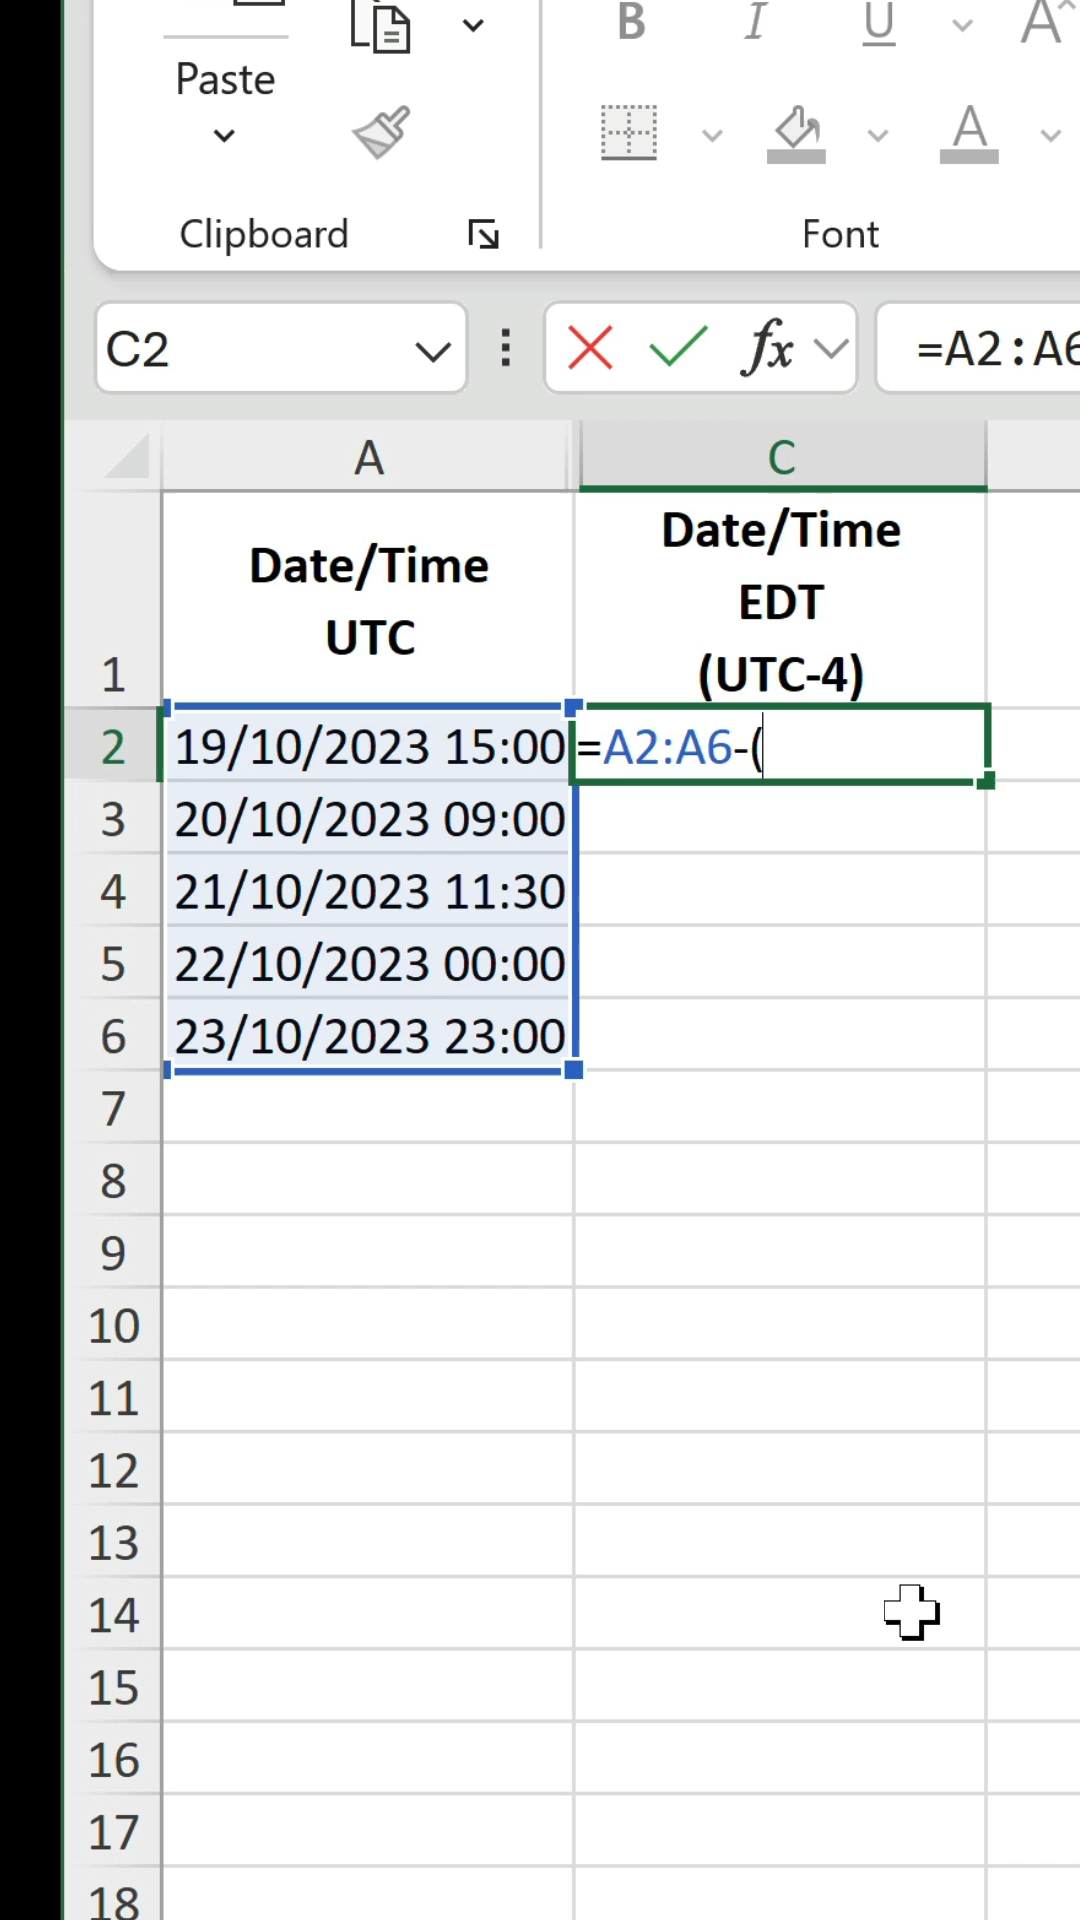 B I U A
Paste
A
Clipboard
Font
C2
fx
=A2:A6
A C
1 Date/Time UTC Date/Time EDT (UTC-4)
2 19/10/2023 15:00 =A2:A6-(
3 20/10/2023 09:00
4 21/10/2023 11:30
5 22/10/2023 00:00
6 23/10/2023 23:00
7
8
9
10
11
12
13
14
15
16
17
18